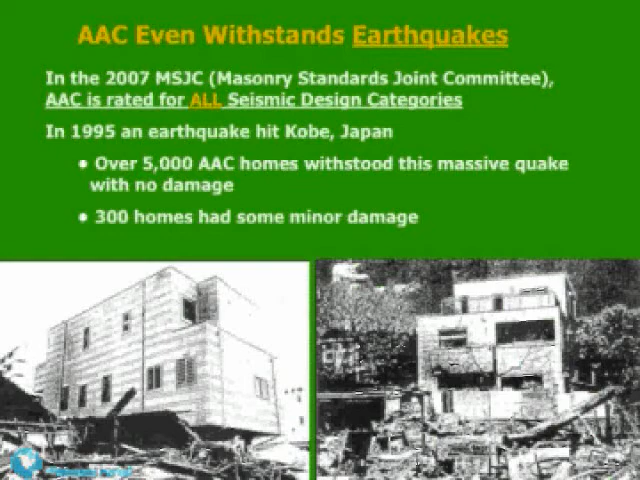 AAC Even Withstands Earthquakes
In the 2007 MSJC (Masonry Standards Joint Committee),
AAC is rated for ALL Seismic Design Categories
In 1995 an earthquake hit Kobe, Japan
• Over 5,000 AAC homes withstood this massive quake
with no damage
• 300 homes had some minor damage